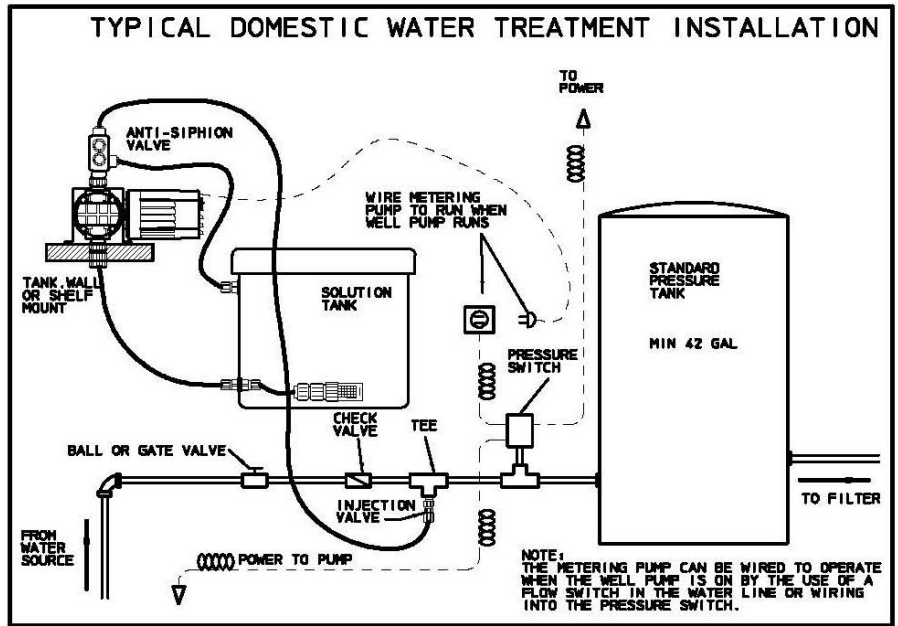 TYPICAL DOMESTIC WATER TREATMENT INSTALLATION
TO
POWER
ANTI-SIPHION
VALVE
WIRE METERING
PUMP TO RUN WHEN
WELL PUMP RUNS
TANK.WALL
OR SHELF
MOUNT
SOLUTION
TANK
STANDARD
PRESSURE
TANK
MIN 42 GAL
PRESSURE
SWITCH
CHECK
VALVE
TEE
BALL OR GATE VALVE
INJECTION
VALVE
TO FILTER
FROM
WATER
SOURCE
POWER TO PUMP
NOTE:
THE METERING PUMP CAN BE WIRED TO OPERATE
WHEN THE WELL PUMP IS ON BY THE USE OF A
FLOW SWITCH IN THE WATER LINE OR WIRING
INTO THE PRESSURE SWITCH.